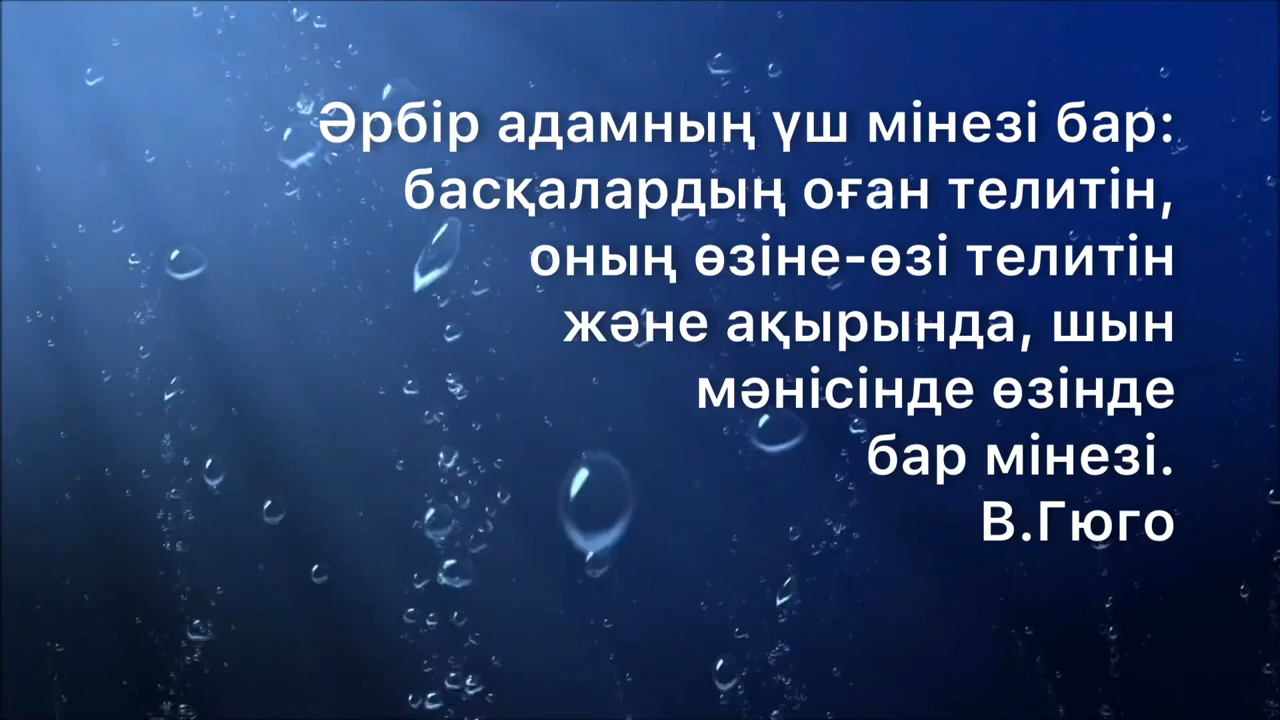 Әрбір адамның үш мінезі бар:
басқалардың оған телитін,
оның өзіне-өзі телитін
және ақырында, шын
мәнісінде өзінде
бар мінезі.
В.Гюго